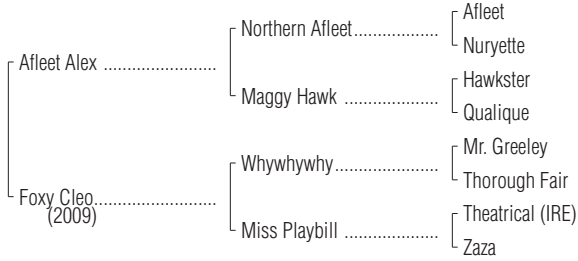 Afleet
Northern Afleet....................
Nuryette
Afleet Alex ..........................
Hawkster
Maggy Hawk ......................
Qualique
Mr. Greeley
Whywhywhy........................
Thorough Fair
Foxy Cleo............................
(2009)
Theatrical (IRE)
Miss Playbill ......................
Zaza